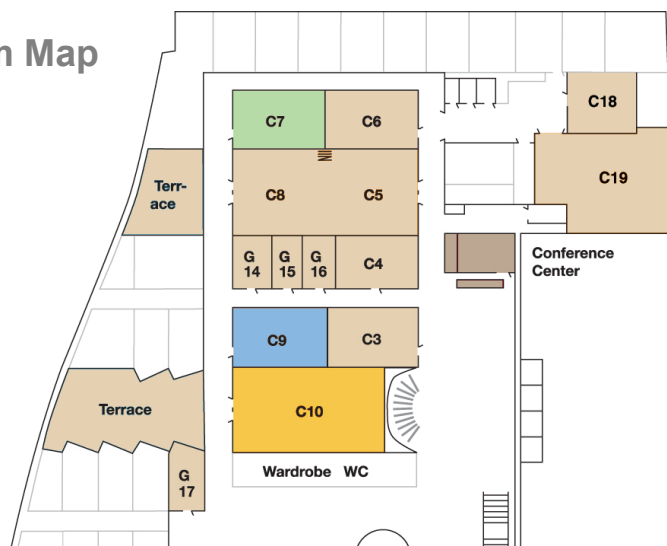 Map
C18
C7
C6
C19
Terr-
ace
C8
C5
G
14
G
15
G
16
C4
Conference
Center
C9
C3
Terrace
C10
G
17
Wardrobe WC